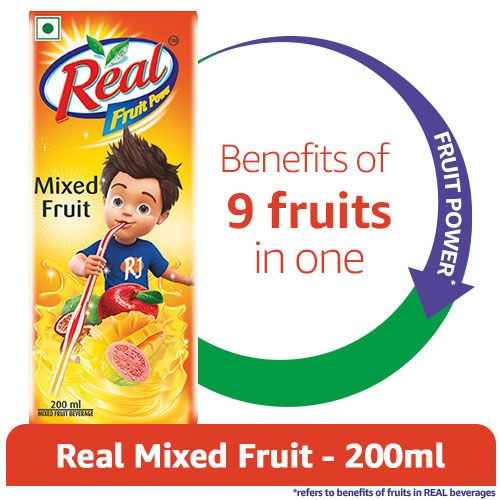 Real
Fruit Power
Mixed
Fruit
RJ
200 ml
MIXED FRUIT BEVERAGE
Benefits of
9 fruits
in one
FRUIT POWER*
Real Mixed Fruit - 200ml
*refers to benefits of fruits in REAL beverages